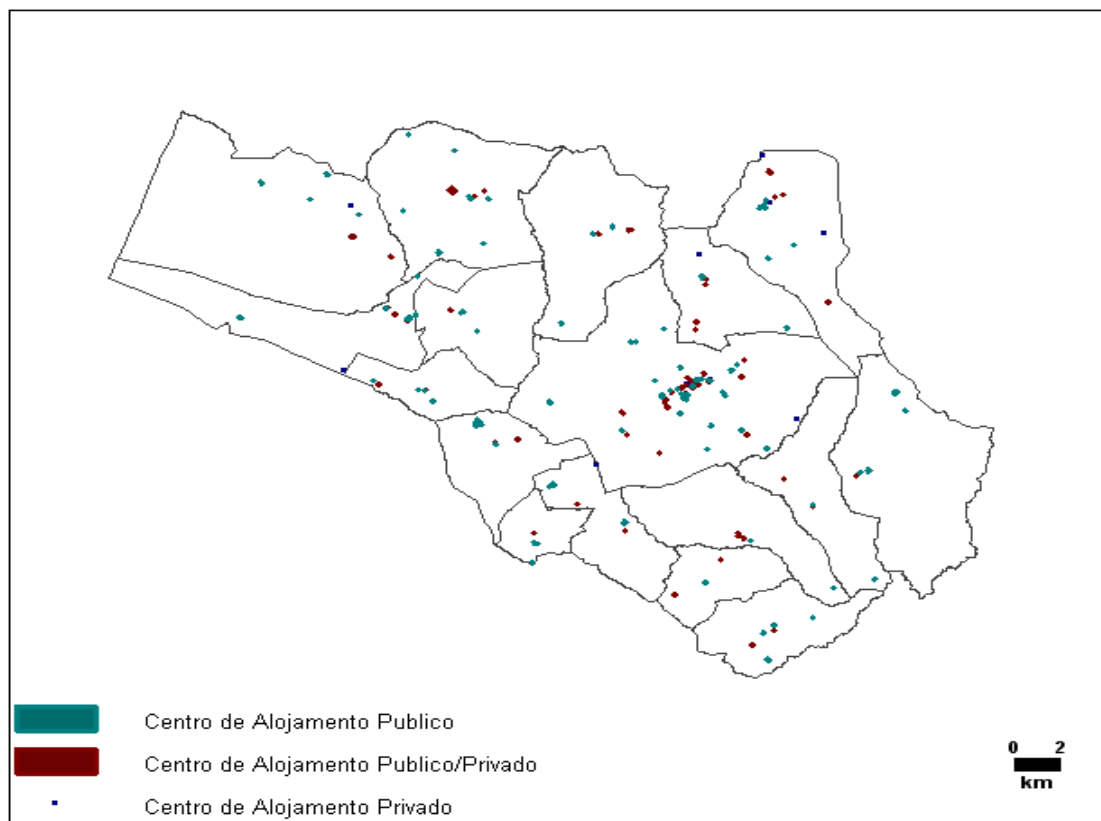 Centro de Alojamento Publico
Centro de Alojamento Publico/Privado
Centro de Alojamento Privado
0 2
km